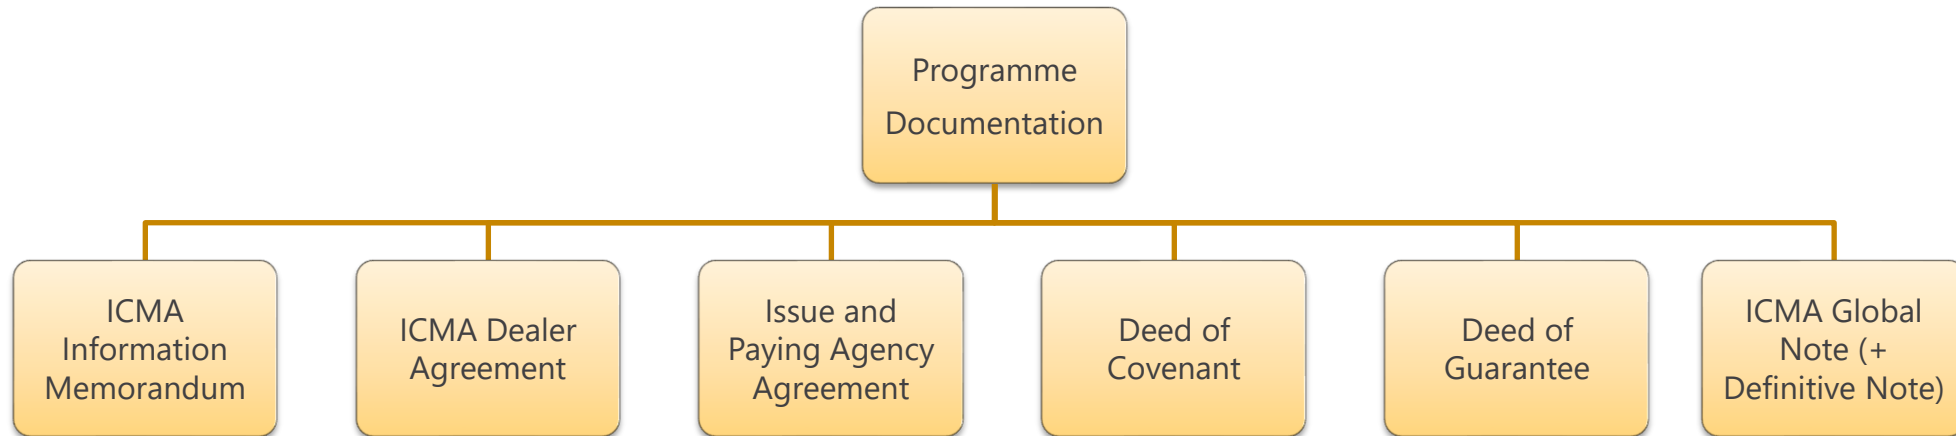 Programme
Documentation
ICMA
Information
Memorandum
ICMA Dealer
Agreement
Issue and
Paying Agency
Agreement
Deed of
Covenant
Deed of
Guarantee
ICMA Global
Note (+
Definitive Note)